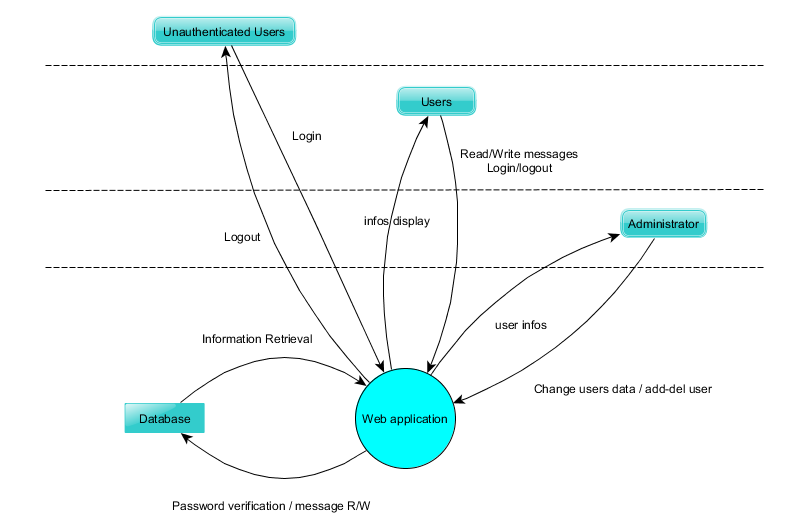 Unauthenticated Users
Users
Login
Read/Write messages
Login/logout
infos display
Administrator
Logout
user infos
Information Retrieval
Change users data / add-del user
Database
Web application
Password verification / message R/W